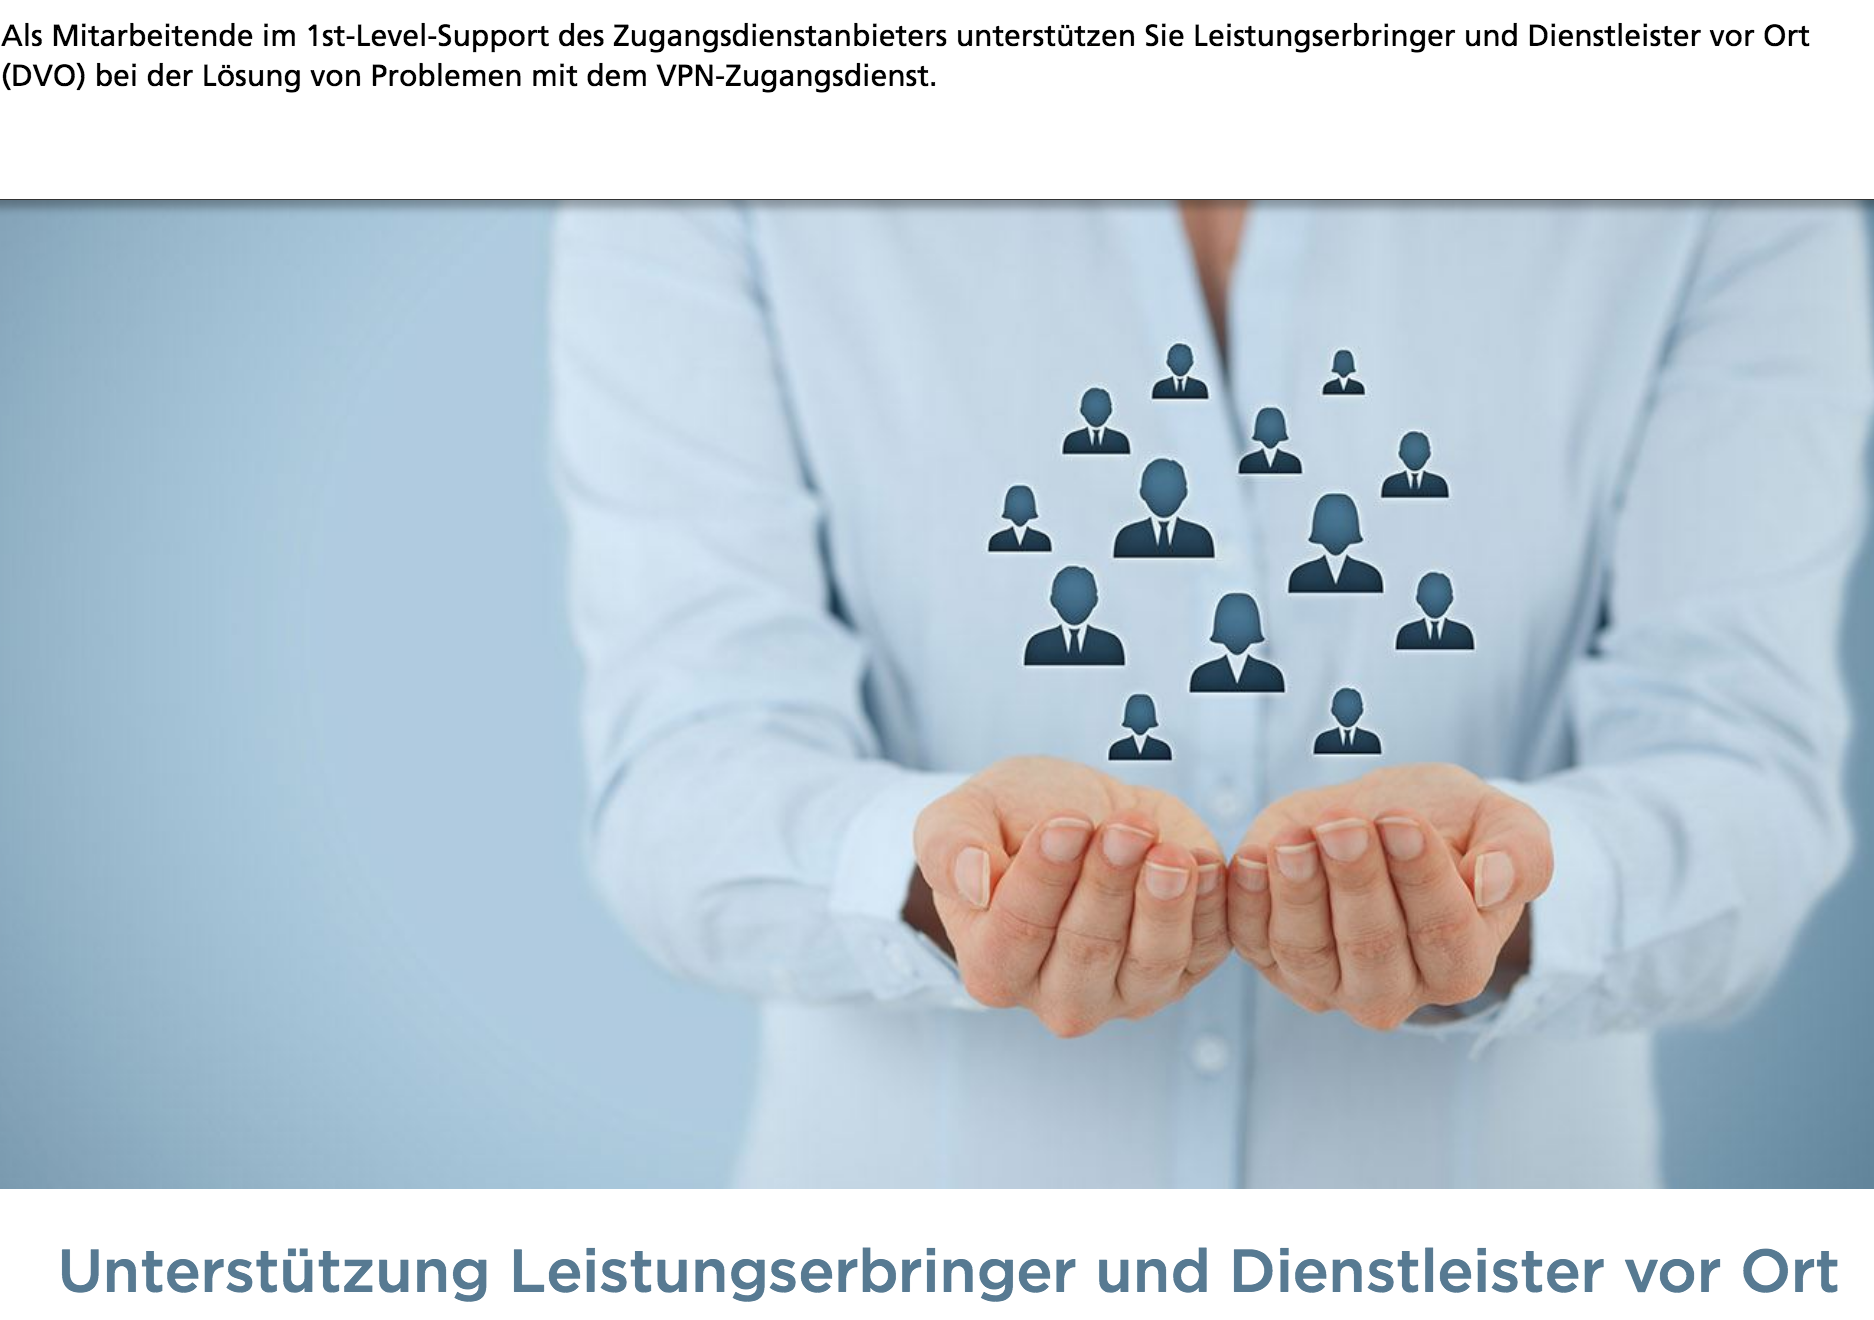 Als Mitarbeitende im 1st-Level-Support des Zugangsdienstanbieters unterstützen Sie Leistungserbringer und Dienstleister vor Ort
(DVO) bei der Lösung von Problemen mit dem VPN-Zugangsdienst.
Unterstützung Leistungserbringer und Dienstleister vor Ort